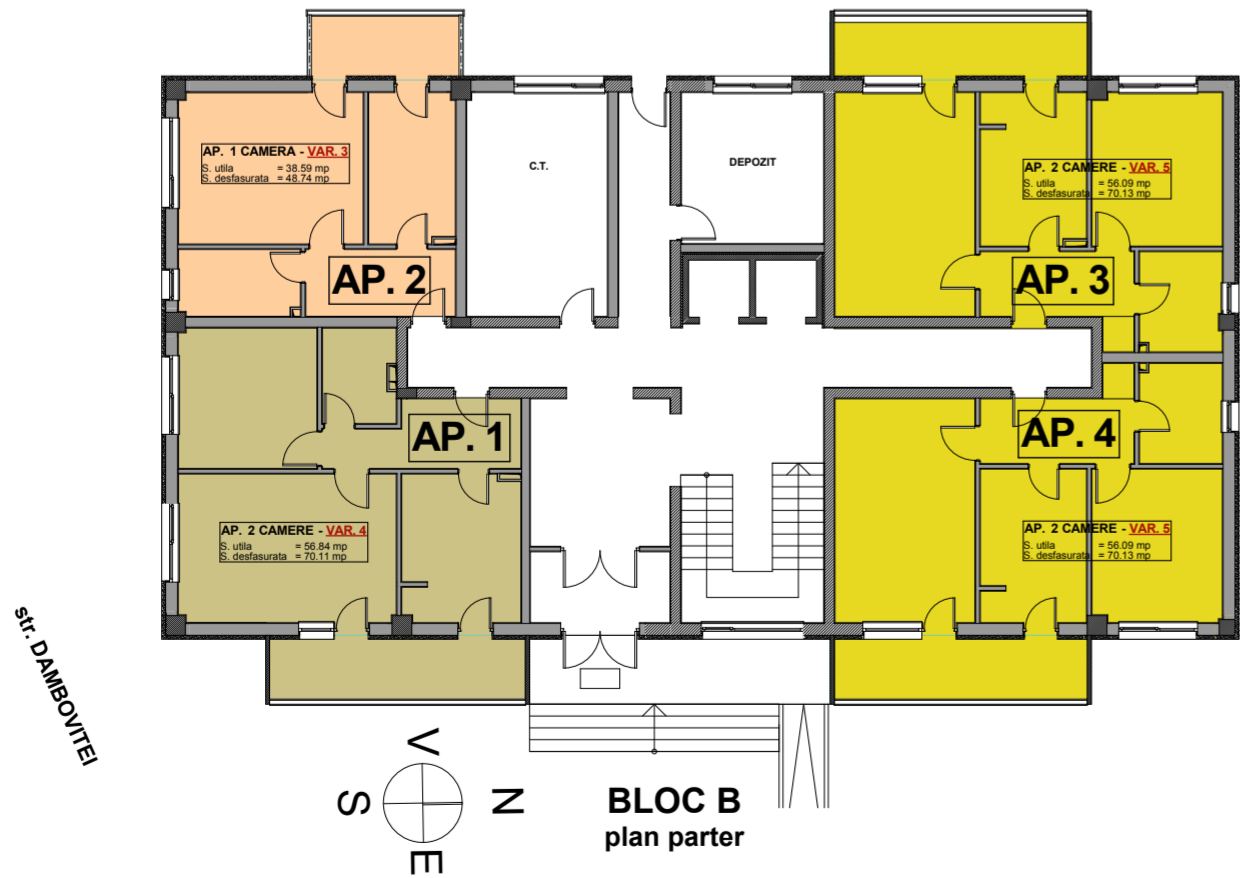 AP. 1 CAMERA - VAR. 3
S. utila = 38.59 mp
S. desfasurata = 48.74 mp
C.T.
DEPOZIT
AP. 2 CAMERE - VAR. 5
S. utila = 56.09 mp
S. desfasurata = 70.13 mp
AP. 2
AP. 3
AP. 1
AP. 4
AP. 2 CAMERE - VAR. 4
S. utila = 56.84 mp
S. desfasurata = 70.11 mp
AP. 2 CAMERE - VAR. 5
S. utila = 56.09 mp
S. desfasurata = 70.13 mp
str. DAMBOVITEI
V
S
N
E
BLOC B
plan parter